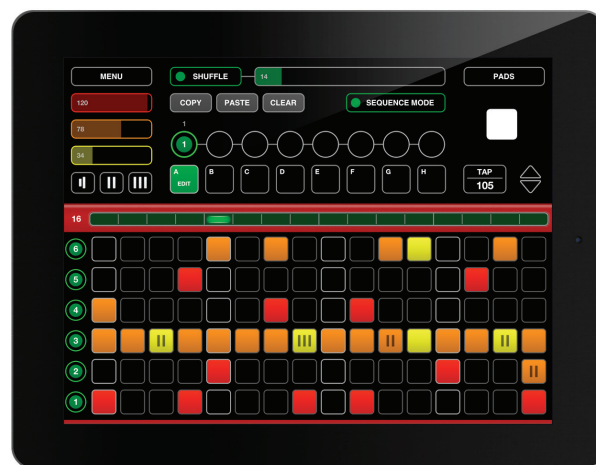 MENU
SHUFFLE
14
PADS
120
COPY
PASTE
CLEAR
SEQUENCE MODE
78
1
1
34
A
EDIT
B
C
D
E
F
G
H
TAP
105
16
6
5
4
3
2
1